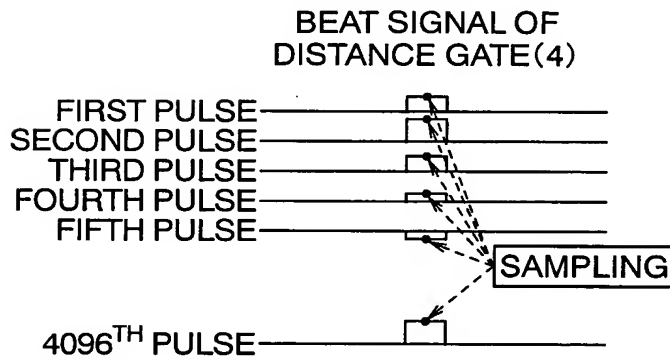 BEAT SIGNAL OF
DISTANCE GATE(4)
FIRST PULSE
SECOND PULSE
THIRD PULSE
FOURTH PULSE
FIFTH PULSE
SAMPLING
4096TH PULSE